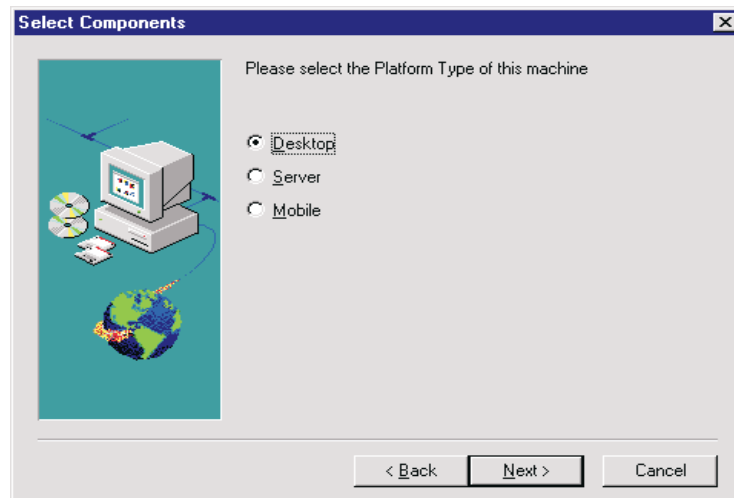 Select Components
Please select the Platform Type of this machine
Desktop
Server
Mobile
< Back
Next >
Cancel